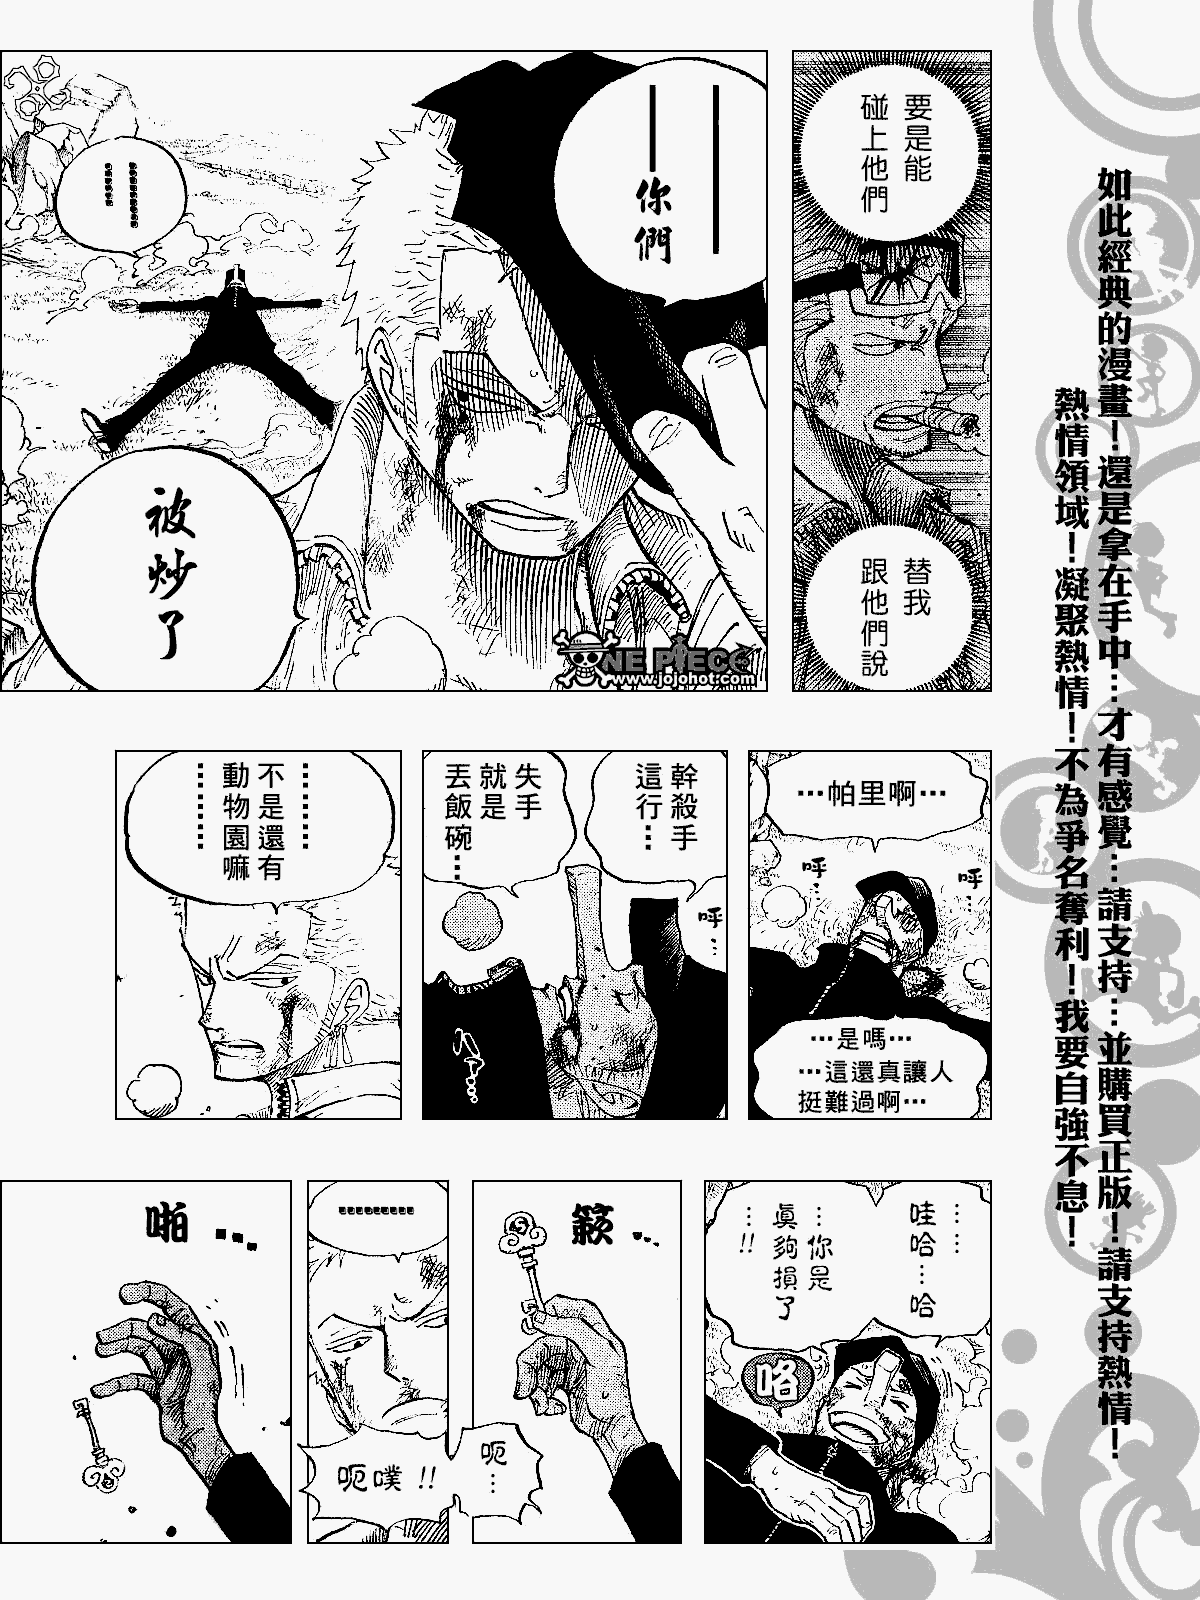 要是能
碰上他們
替我
跟他們說
——你們
被炒了
…帕里啊…
呼…
呼…
…是嗎…
…這還真讓人
挺難過啊…
幹殺手
這行…
失手
就是
丟飯碗…
呼…
………
不是還有
動物園嘛
………
……
哇哈…哈
…你是
真夠損了
…!!
咯
簌…
呃…
………
呃噗!!
啪…
如此經典的漫畫!還是拿在手中…才有感覺…請支持…並購買正版!請支持熱情!
熱情領域!凝聚熱情!不為爭名奪利!我要自強不息!
ONE PIECE
www.jojohot.com